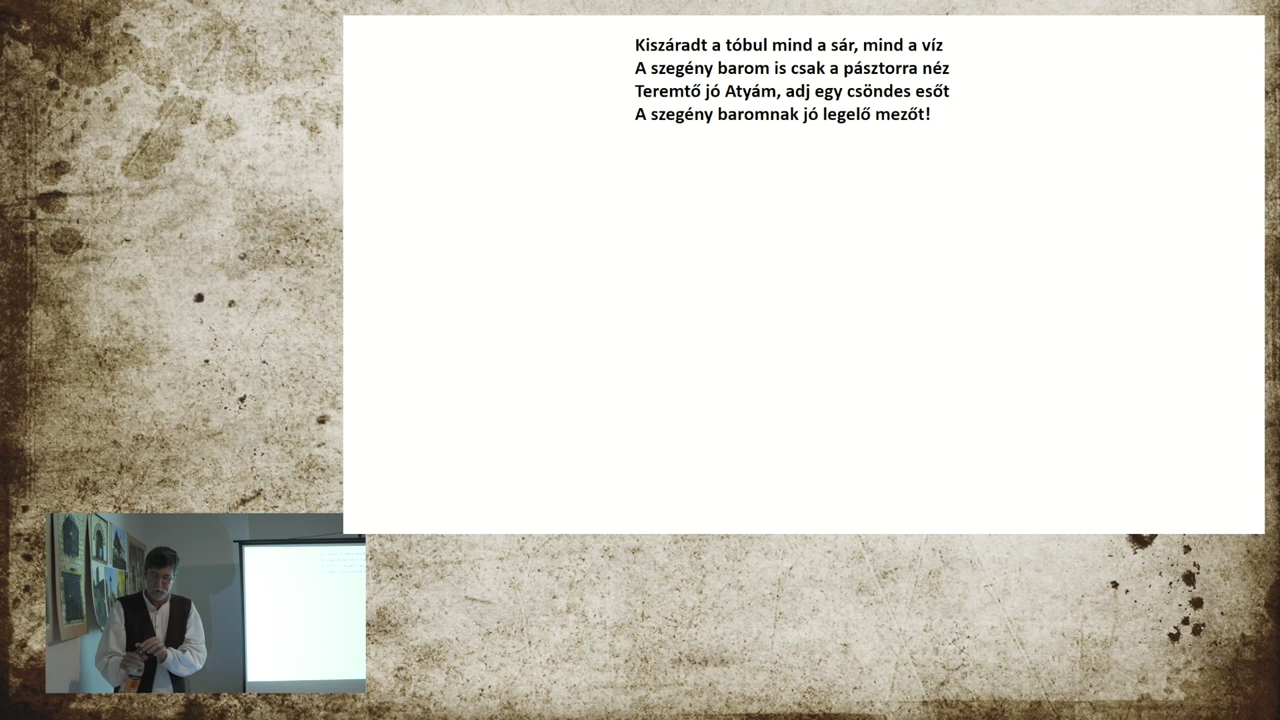 Kiszáradt a tóbul mind a sár, mind a víz
A szegény barom is csak a pásztorra néz
Teremtő jó Atyám, adj egy csöndes esőt
A szegény baromnak jó legelő mezőt!